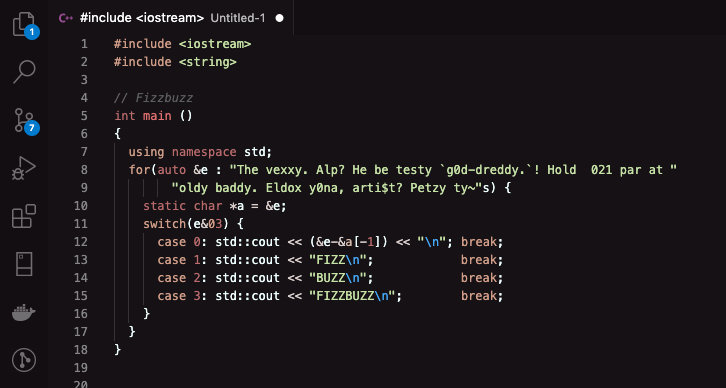 #include <iostream> Untitled-1
1
1 #include <iostream>
2 #include <string>
3
4 // Fizzbuzz
5 int main ()
6 {
7 using namespace std;
8 for(auto &e : "The vexxy. Alp? He be testy `g0d-dreddy.`! Hold  021 par at "
9 "oldy baddy. Eldox y0na, arti$t? Petzy ty~"s) {
10 static char *a = &e;
11 switch(e&03) {
12 case 0: std::cout << (&e-&a[-1]) << "\n"; break;
13 case 1: std::cout << "FIZZ\n"; break;
14 case 2: std::cout << "BUZZ\n"; break;
15 case 3: std::cout << "FIZZBUZZ\n"; break;
16 }
17 }
18 }
19
20
7